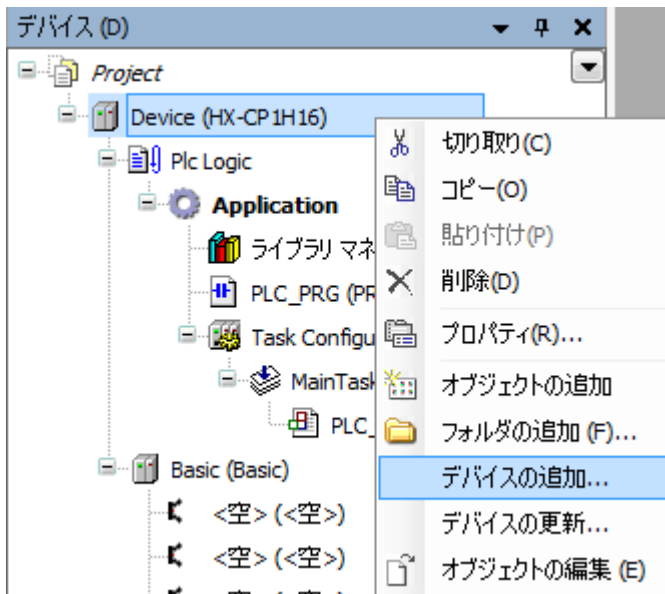 デバイス (D)
Project
Device (HX-CP1H16)
Plc Logic
Application
ライブラリ マネ
PLC_PRG (PR
Task Configu
MainTask
PLC_
Basic (Basic)
<空> (<空>)
<空> (<空>)
切り取り(C)
コピー(O)
貼り付け(P)
削除(D)
プロパティ(R)...
オブジェクトの追加
フォルダの追加 (F)...
デバイスの追加...
デバイスの更新...
オブジェクトの編集 (E)